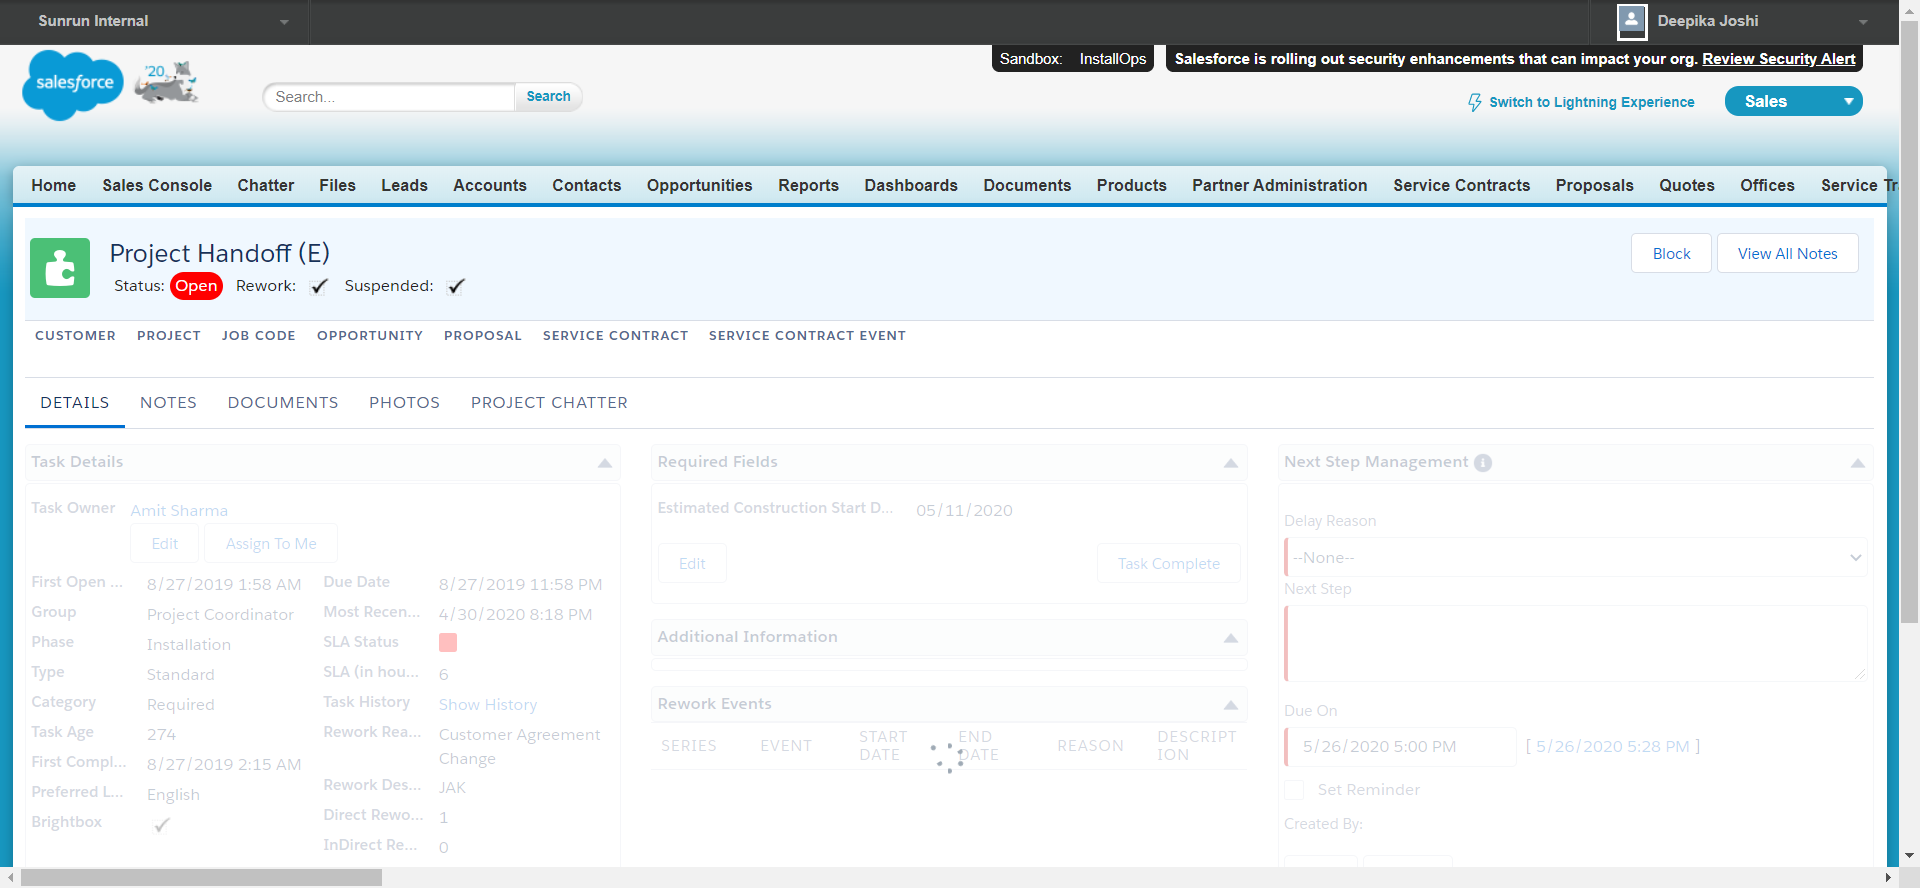 Sunrun Internal
Deepika Joshi
Sandbox: InstallOps
Salesforce is rolling out security enhancements that can impact your org. Review Security Alert
salesforce
'20
Search...
Search
Switch to Lightning Experience
Sales
Home Sales Console Chatter Files Leads Accounts Contacts Opportunities Reports Dashboards Documents Products Partner Administration Service Contracts Proposals Quotes Offices Service Tr
Project Handoff (E)
Status: Open Rework: Suspended:
Block
View All Notes
CUSTOMER PROJECT JOB CODE OPPORTUNITY PROPOSAL SERVICE CONTRACT SERVICE CONTRACT EVENT
DETAILS NOTES DOCUMENTS PHOTOS PROJECT CHATTER
Task Details
Task Owner Amit Sharma
Edit Assign To Me
First Open ... 8/27/2019 1:58 AM Due Date 8/27/2019 11:58 PM
Group Project Coordinator Most Recen... 4/30/2020 8:18 PM
Phase Installation SLA Status
Type Standard SLA (in hou... 6
Category Required Task History Show History
Task Age 274 Rework Rea... Customer Agreement
Change
First Compl... 8/27/2019 2:15 AM
Preferred L... English Rework Des... JAK
Brightbox Direct Rewo... 1
InDirect Re... 0
Required Fields
Estimated Construction Start D... 05/11/2020
Edit Task Complete
Additional Information
Rework Events
SERIES EVENT START DATE END DATE REASON DESCRIPT
ION
Next Step Management
Delay Reason
--None--
Next Step
Due On
5/26/2020 5:00 PM [ 5/26/2020 5:28 PM ]
Set Reminder
Created By: